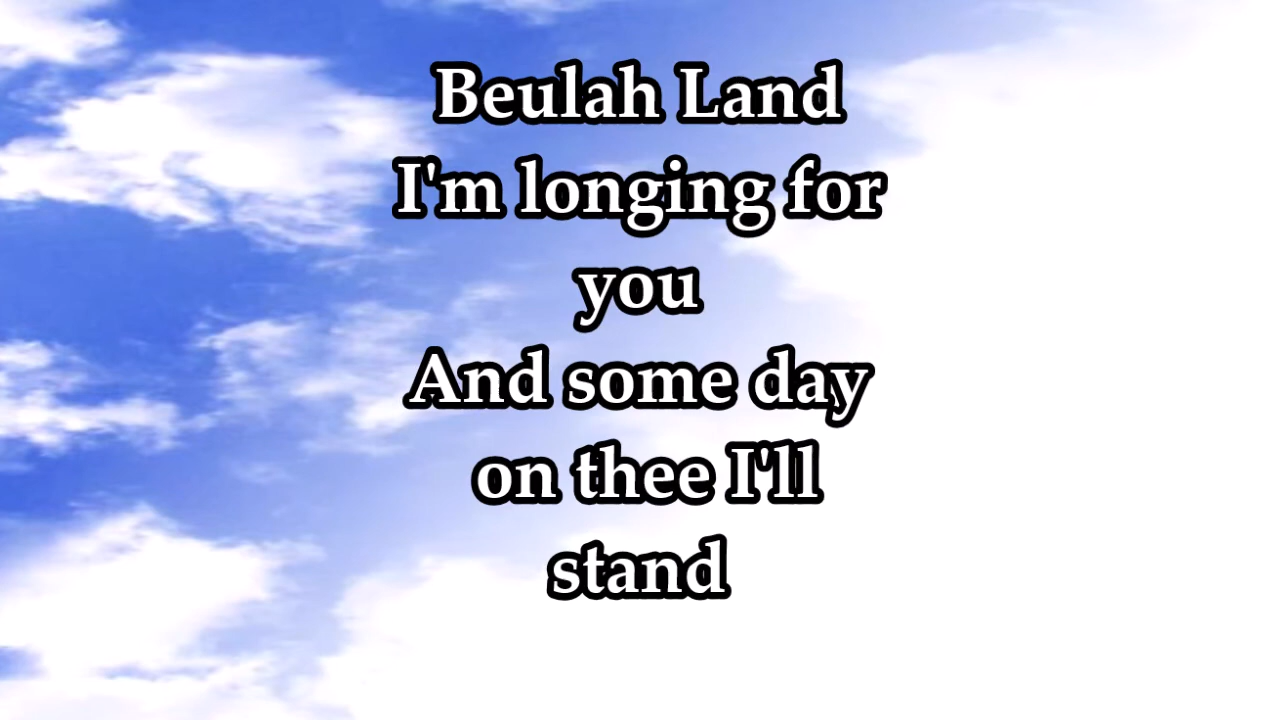 Beulah Land
I'm longing for
you
And some day
on thee I'll
stand